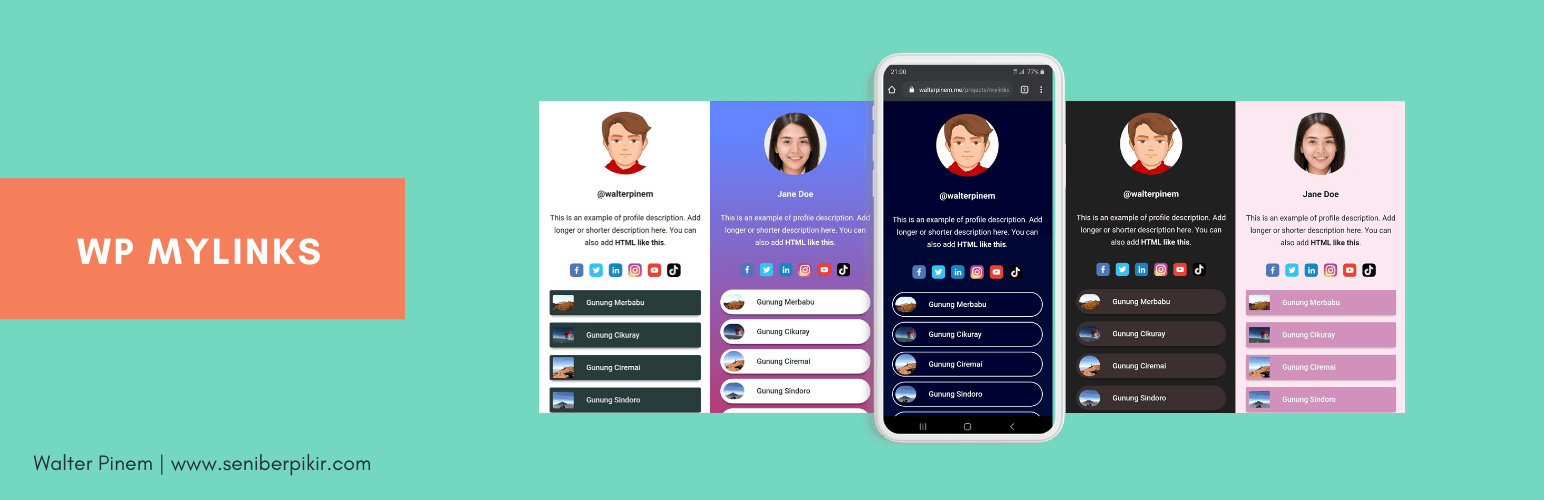 WP MYLINKS
Walter Pinem | www.seniberpikir.com
@walterpinem
This is an example of profile description. Add
longer or shorter description here. You can
also add HTML like this.
Gunung Merbabu
Gunung Cikuray
Gunung Ciremai
Gunung Sindoro
Jane Doe
This is an example of profile description. Add
longer or shorter description here. You can
also add HTML like this.
Gunung Merbabu
Gunung Cikuray
Gunung Ciremai
Gunung Sindoro
21:00
77%
walterpinem.me/projects/mylinks
@walterpinem
This is an example of profile description. Add
longer or shorter description here. You can
also add HTML like this.
Gunung Merbabu
Gunung Cikuray
Gunung Ciremai
Gunung Sindoro
@walterpinem
This is an example of profile description. Add
longer or shorter description here. You can
also add HTML like this.
Gunung Merbabu
Gunung Cikuray
Gunung Ciremai
Gunung Sindoro
Jane Doe
This is an example of profile description. Add
longer or shorter description here. You can
also add HTML like this.
Gunung Merbabu
Gunung Cikuray
Gunung Ciremai
Gunung Sindoro